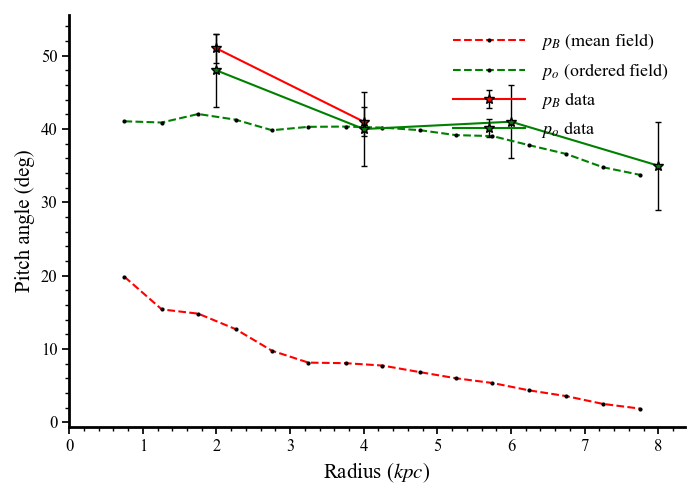 50
40
30
20
10
0
Pitch angle (deg)
p_B (mean field)
p_o (ordered field)
p_B data
p_o data
0 1 2 3 4 5 6 7 8
Radius (kpc)